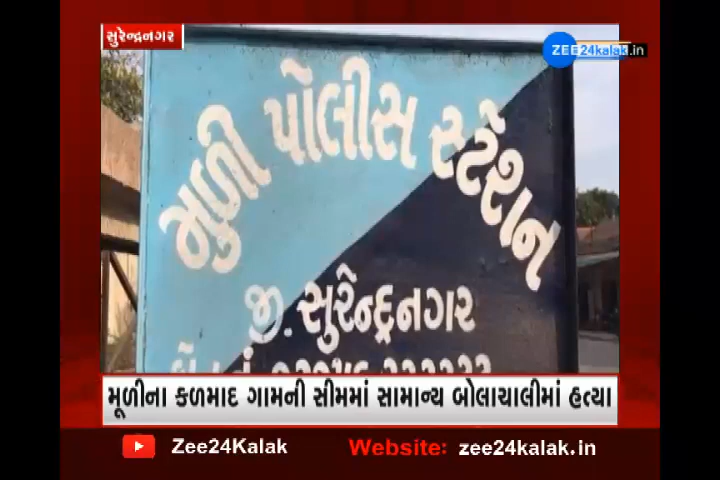 સુરેન્દ્રનગર
ZEE24kalak.in
મુળી પોલીસ સ્ટેશન
જી. સુરેન્દ્રનગર
મૂળીના કળમાદ ગામની સીમમાં સામાન્ય બોલાચાલીમાં હત્યા
Zee24Kalak Website: zee24kalak.in